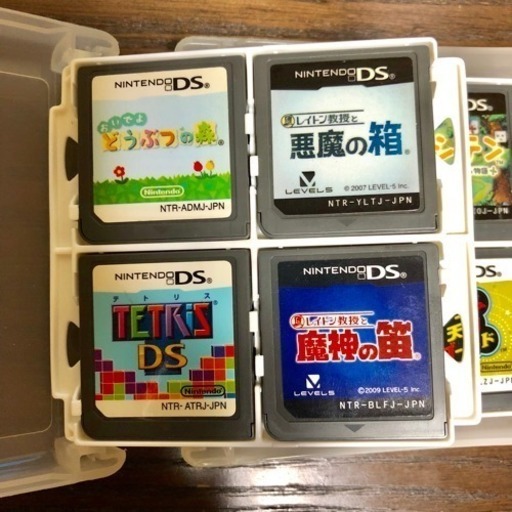 NINTENDO DS
おいでよ
どうぶつの森
Nintendo
NTR-ADMJ-JPN
NINTENDO DS
レイトン教授と
悪魔の箱
LEVEL5
© 2007 LEVEL-5 Inc.
NTR-YLTJ-JPN
NINTENDO DS
テトリス
TETRIS
DS
Nintendo
NTR-ATRJ-JPN
NINTENDO DS
レイトン教授と
魔神の笛
LEVEL5
© 2009 LEVEL-5 Inc.
NTR-BLFJ-JPN
NINT